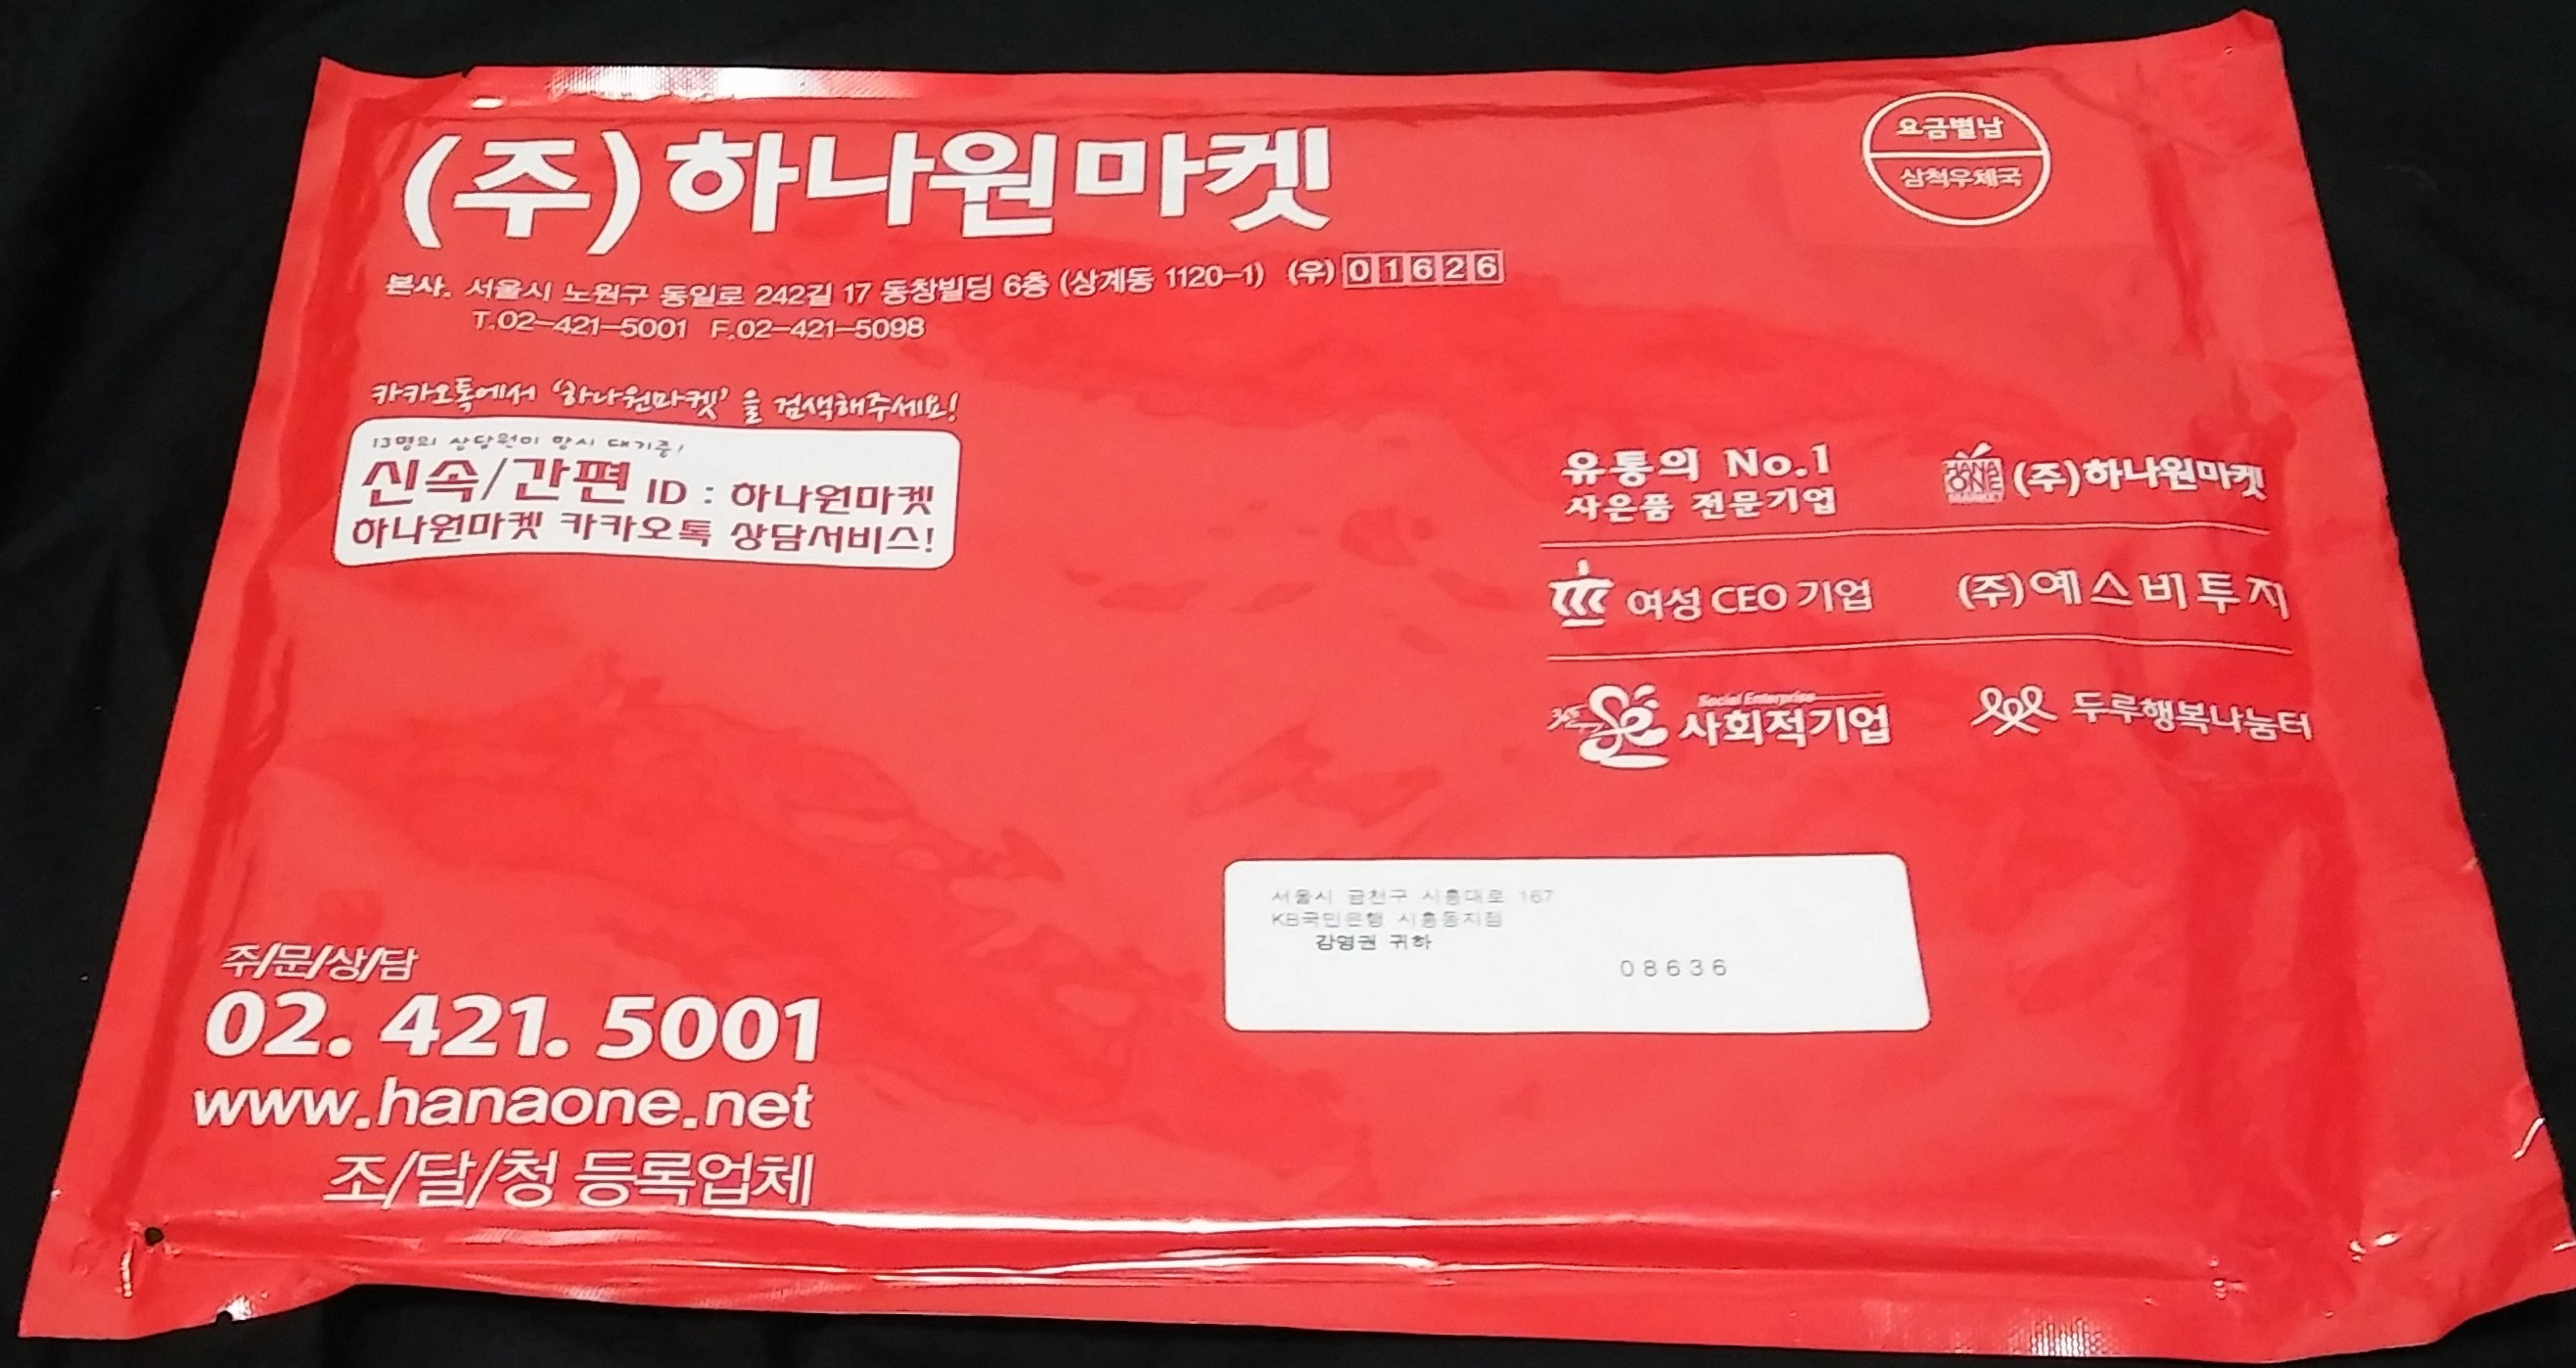 (주)하나원마켓
요금별납
삼척우체국
본사. 서울시 노원구 동일로 242길 17 동창빌딩 6층 (상계동 1120-1) (우) 01626
T.02-421-5001 F.02-421-5098
카카오톡에서 '하나원마켓' 을 검색해주세요!
13명의 상담원이 항시 대기중!
신속/간편 ID : 하나원마켓
하나원마켓 카카오톡 상담서비스!
유통의 No.1
사은품 전문기업
HANA ONE MARKET (주)하나원마켓
여성 CEO 기업 (주)예스비투지
Social Enterprise
사회적기업 두루행복나눔터
서울시 금천구 시흥대로 167
KB국민은행 시흥동지점
강영권 귀하
08636
주/문/상/담
02. 421. 5001
www.hanaone.net
조/달/청 등록업체